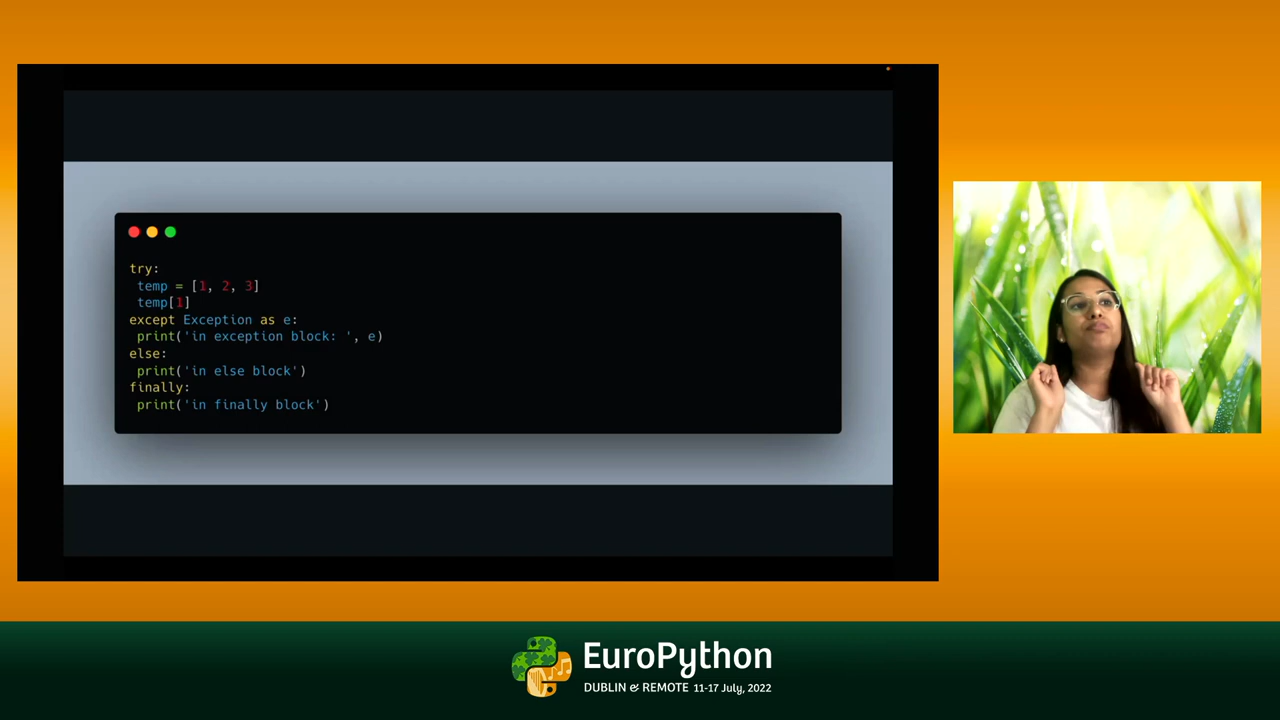 try:
 temp = [1, 2, 3]
 temp[1]
except Exception as e:
 print('in exception block: ', e)
else:
 print('in else block')
finally:
 print('in finally block')
EuroPython
DUBLIN & REMOTE 11-17 July, 2022